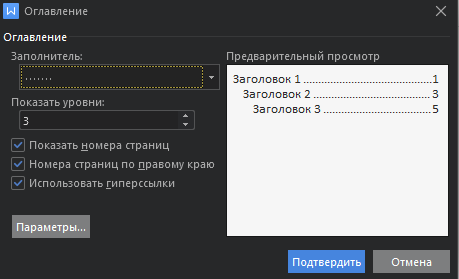 Оглавление
Оглавление
Заполнитель:
.......
Показать уровни:
3
Показать номера страниц
Номера страниц по правому краю
Использовать гиперссылки
Параметры...
Предварительный просмотр
Заголовок 1 ........................................1
Заголовок 2 ...................................3
Заголовок 3 ................................5
Подтвердить
Отмена